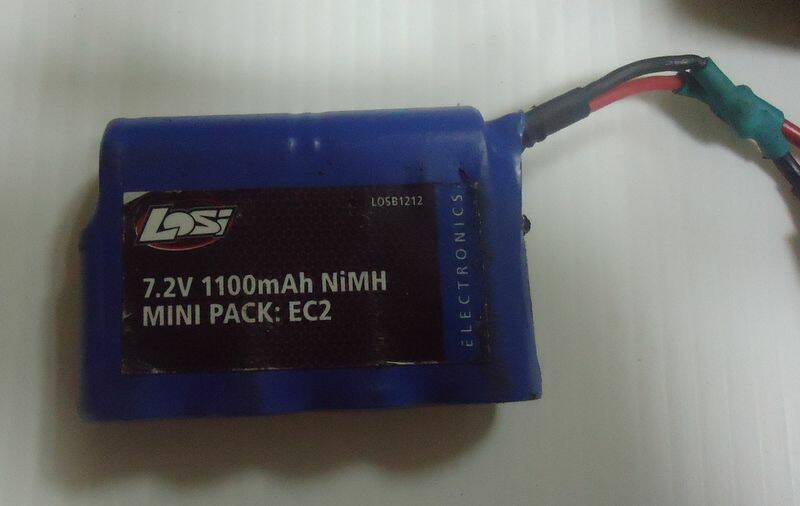 LOSi
LOSB1212
7.2V 1100mAh NiMH
MINI PACK: EC2
ELECTRONICS